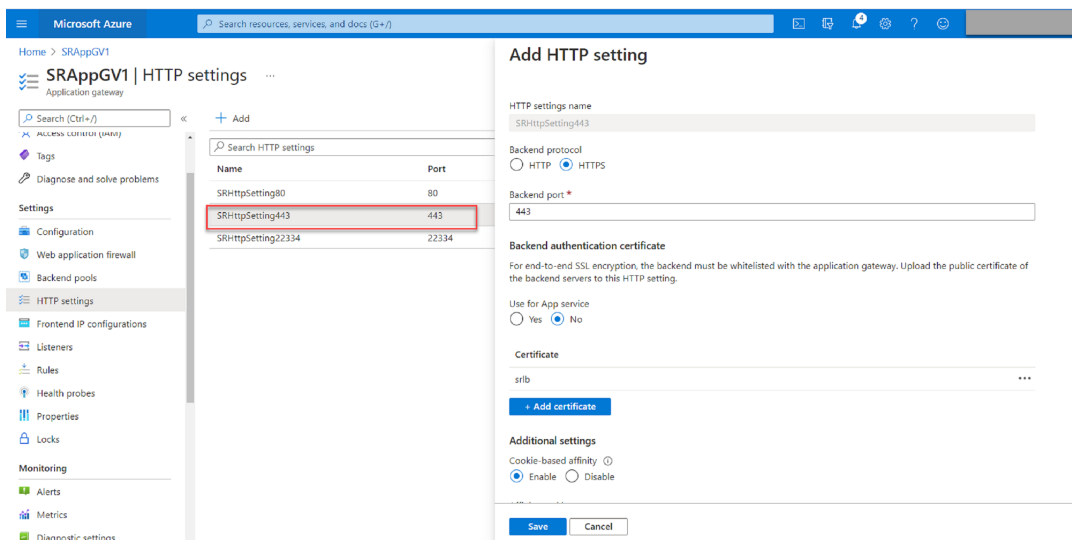 Microsoft Azure
Search resources, services, and docs (G+/)
4
Home > SRAppGV1
SRAppGV1 | HTTP settings ...
Application gateway
Search (Ctrl+/)
«
Access control (IAM)
Tags
Diagnose and solve problems
Settings
Configuration
Web application firewall
Backend pools
HTTP settings
Frontend IP configurations
Listeners
Rules
Health probes
Properties
Locks
Monitoring
Alerts
Metrics
Diagnostic settings
+ Add
Search HTTP settings
Name Port
SRHttpSetting80 80
SRHttpSetting443 443
SRHttpSetting22334 22334
Add HTTP setting
HTTP settings name
SRHttpSetting443
Backend protocol
HTTP HTTPS
Backend port *
443
Backend authentication certificate
For end-to-end SSL encryption, the backend must be whitelisted with the application gateway. Upload the public certificate of
the backend servers to this HTTP setting.
Use for App service
Yes No
Certificate
srlb ...
+ Add certificate
Additional settings
Cookie-based affinity
Enable Disable
Save Cancel